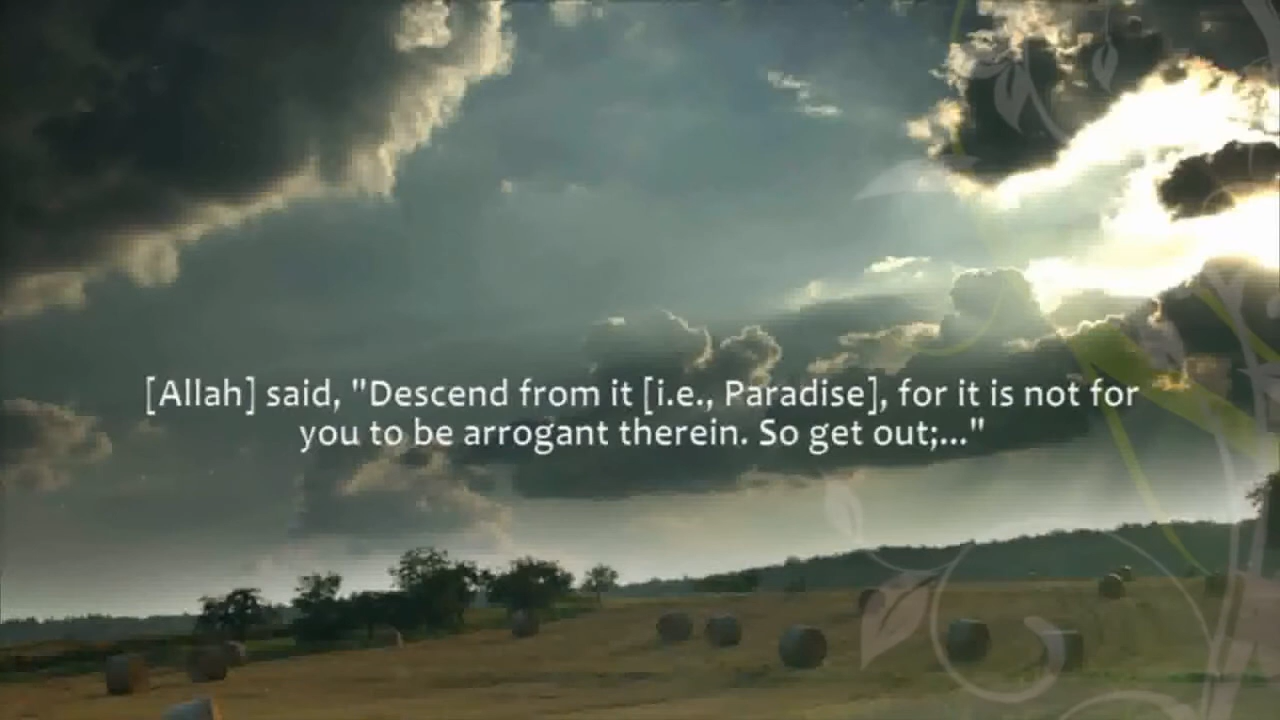 [Allah] said, "Descend from it [i.e., Paradise], for it is not for
you to be arrogant therein. So get out;..."